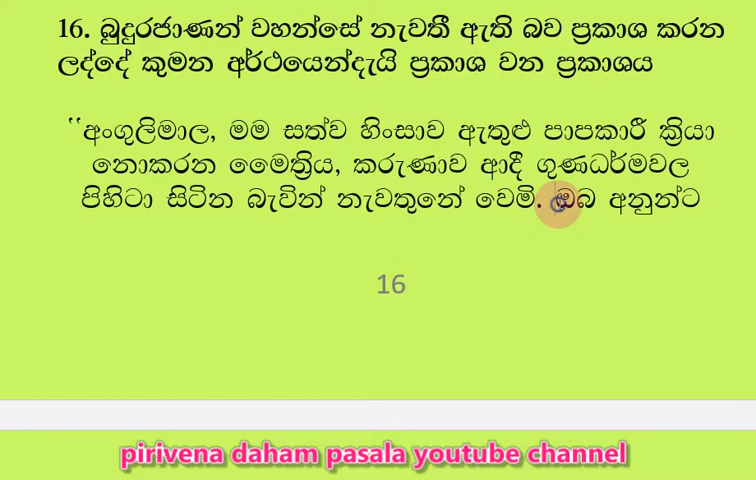 16. බුදුරජාණන් වහන්සේ නැවතී ඇති බව ප්‍රකාශ කරන
ලද්දේ කුමන අර්ථයෙන්දැයි ප්‍රකාශ වන ප්‍රකාශය
“අංගුලිමාල, මම සත්ව හිංසාව ඇතුළු පාපකාරී ක්‍රියා
නොකරන මෛත්‍රිය, කරුණාව ආදී ගුණධර්මවල
පිහිටා සිටින බැවින් නැවතුනේ වෙමි. ඔබ අනුන්ට
16
pirivena daham pasala youtube channel